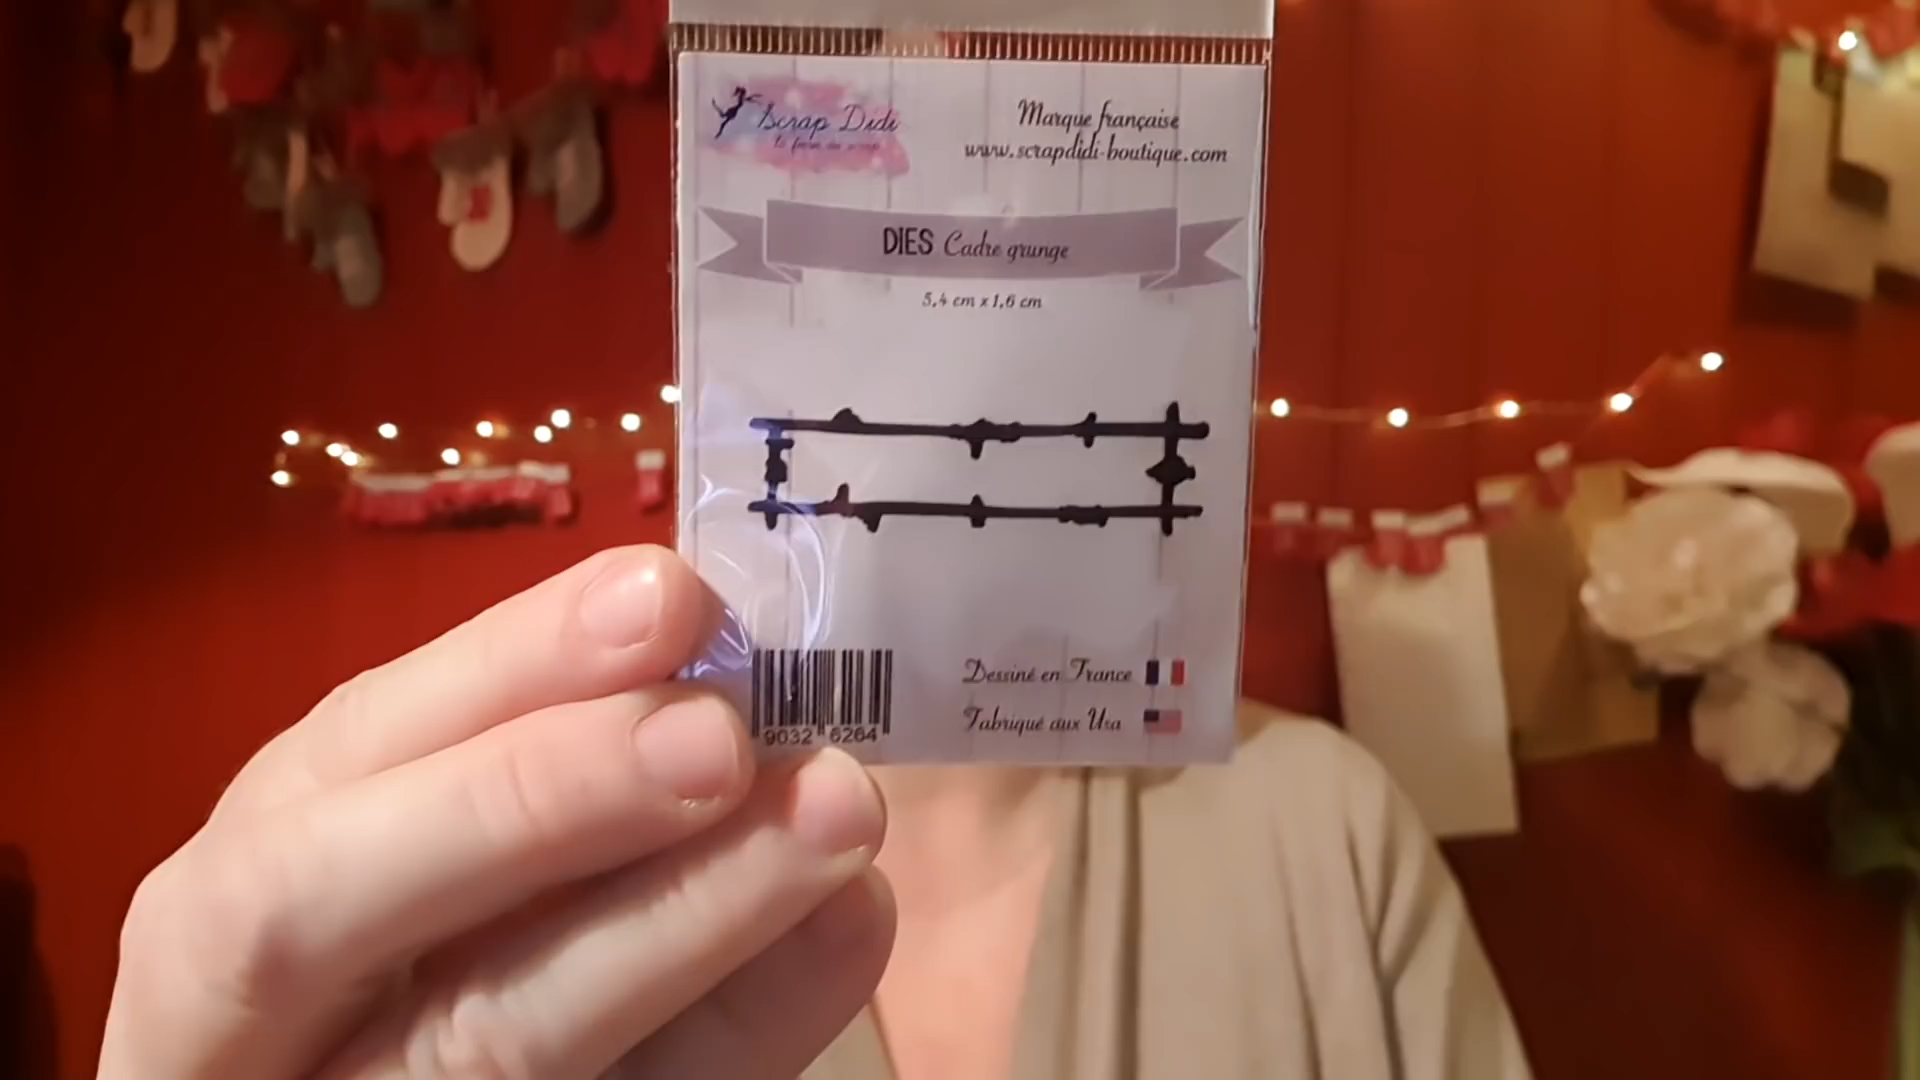 Scrap Didi
Marque française
www.scrapdidi-boutique.com
DIES Cadre grunge
5,4 cm x 1,6 cm
Dessiné en France
Fabriqué aux Usa
9032 6264